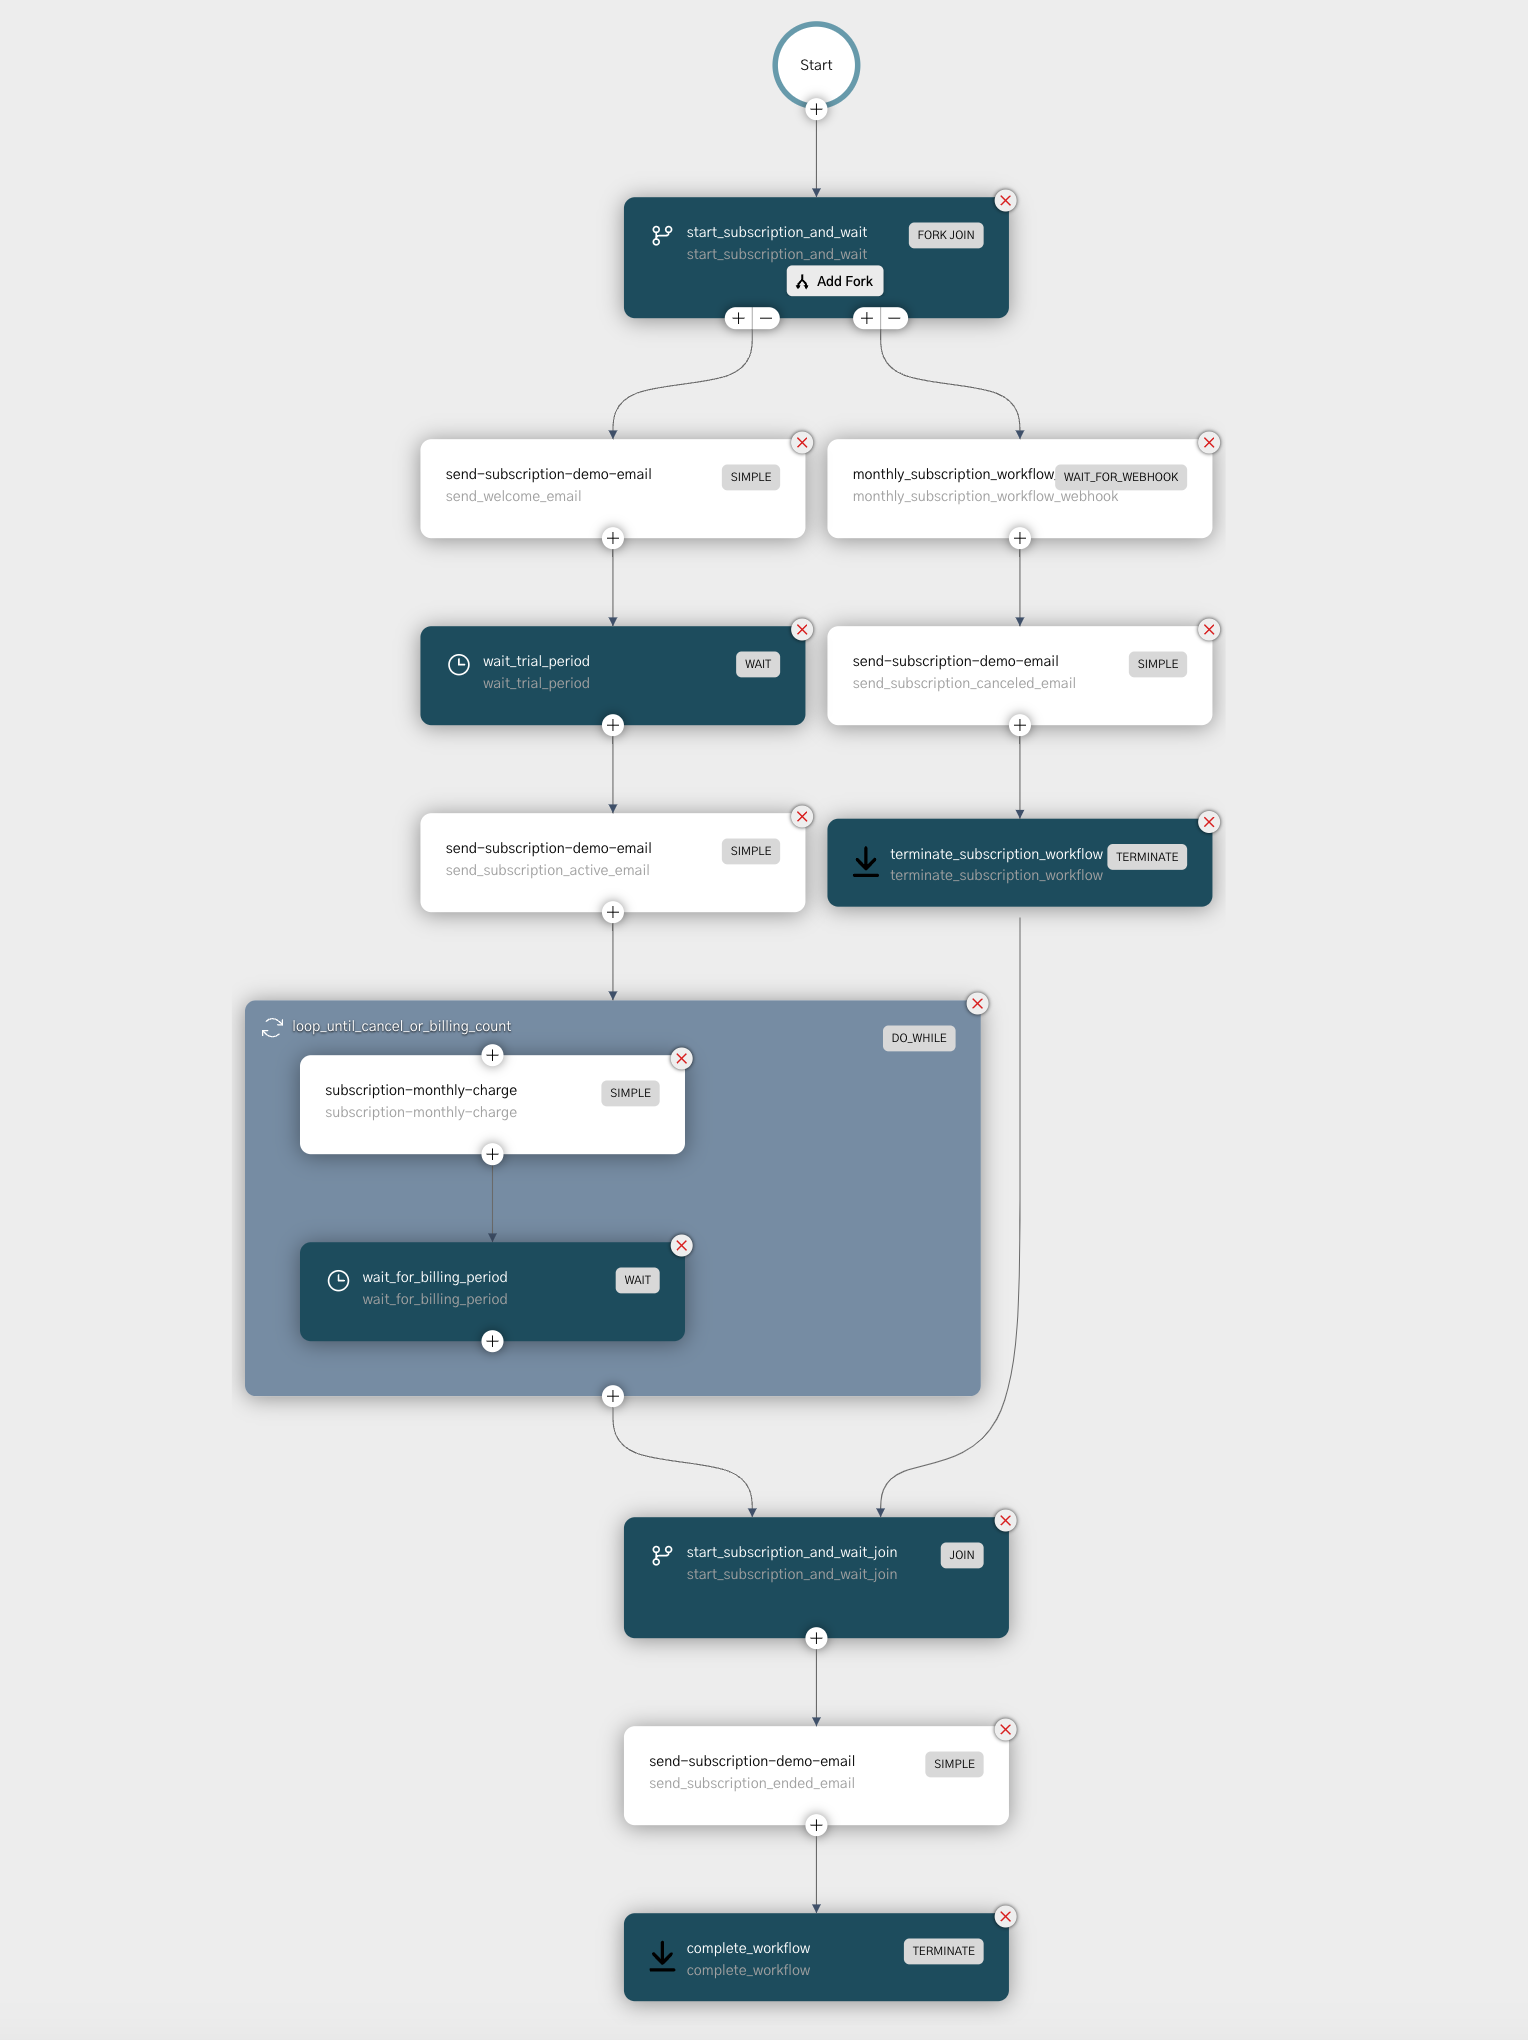 Start
start_subscription_and_wait
FORK JOIN
start_subscription_and_wait
Add Fork
send-subscription-demo-email
SIMPLE
send_welcome_email
monthly_subscription_workflow_
WAIT_FOR_WEBHOOK
monthly_subscription_workflow_webhook
wait_trial_period
WAIT
wait_trial_period
send-subscription-demo-email
SIMPLE
send_subscription_canceled_email
send-subscription-demo-email
SIMPLE
send_subscription_active_email
terminate_subscription_workflow
TERMINATE
terminate_subscription_workflow
loop_until_cancel_or_billing_count
DO_WHILE
subscription-monthly-charge
SIMPLE
subscription-monthly-charge
wait_for_billing_period
WAIT
wait_for_billing_period
start_subscription_and_wait_join
JOIN
start_subscription_and_wait_join
send-subscription-demo-email
SIMPLE
send_subscription_ended_email
complete_workflow
TERMINATE
complete_workflow